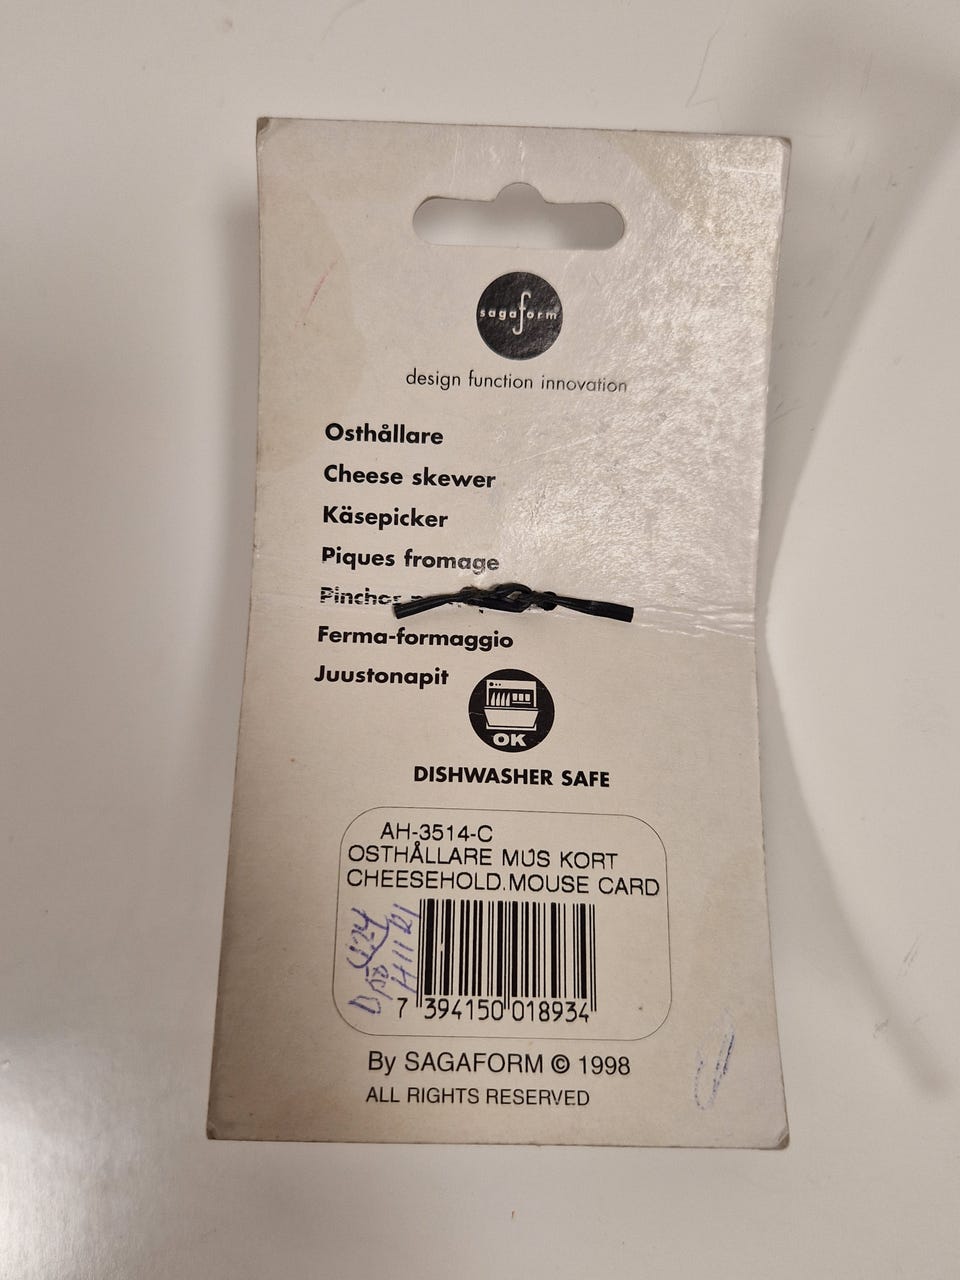 sagaform
design function innovation
Osthållare
Cheese skewer
Käsepicker
Piques fromage
Pinchos
Ferma-formaggio
Juustonapit
OK
DISHWASHER SAFE
AH-3514-C
OSTHÅLLARE MUS KORT
CHEESEHOLD.MOUSE CARD
7 394150 018934
By SAGAFORM © 1998
ALL RIGHTS RESERVED